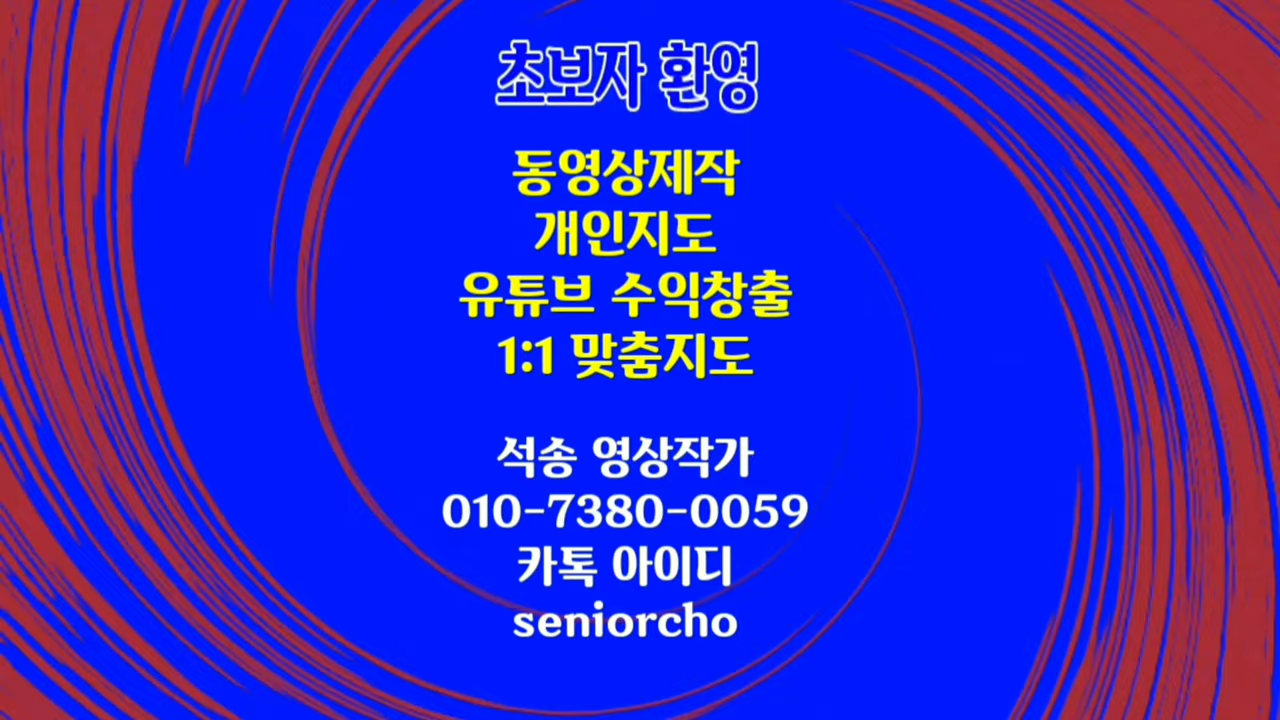 초보자 환영
동영상제작
개인지도
유튜브 수익창출
1:1 맞춤지도
석송 영상작가
010-7380-0059
카톡 아이디
seniorcho